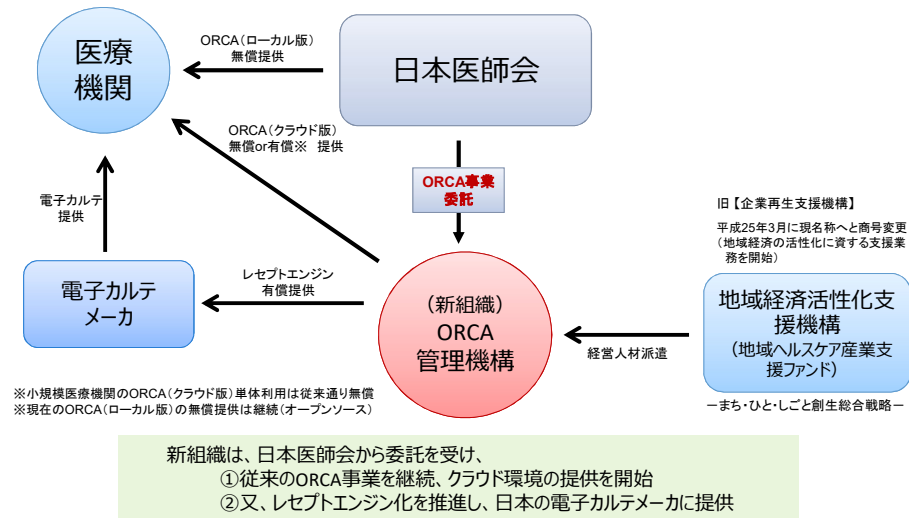 医療
機関
ORCA（ローカル版）
無償提供
日本医師会
ORCA（クラウド版）
無償or有償※　提供
ORCA事業
委託
電子カルテ
提供
旧【企業再生支援機構】
平成25年3月に現名称へと商号変更
（地域経済の活性化に資する支援業
務を開始）
電子カルテ
メーカ
レセプトエンジン
有償提供
（新組織）
ORCA
管理機構
経営人材派遣
地域経済活性化支
援機構
（地域ヘルスケア産業支
援ファンド）
※小規模医療機関のORCA（クラウド版）単体利用は従来通り無償
※現在のORCA（ローカル版）の無償提供は継続（オープンソース）
－まち・ひと・しごと創生総合戦略－
新組織は、日本医師会から委託を受け、
①従来のORCA事業を継続、クラウド環境の提供を開始
②又、レセプトエンジン化を推進し、日本の電子カルテメーカに提供